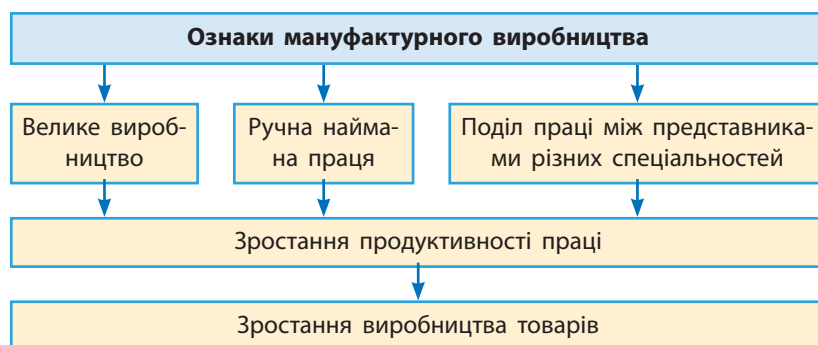 Ознаки мануфактурного виробництва
Велике вироб-
ництво
Ручна найма-
на праця
Поділ праці між представника-
ми різних спеціальностей
Зростання продуктивності праці
Зростання виробництва товарів